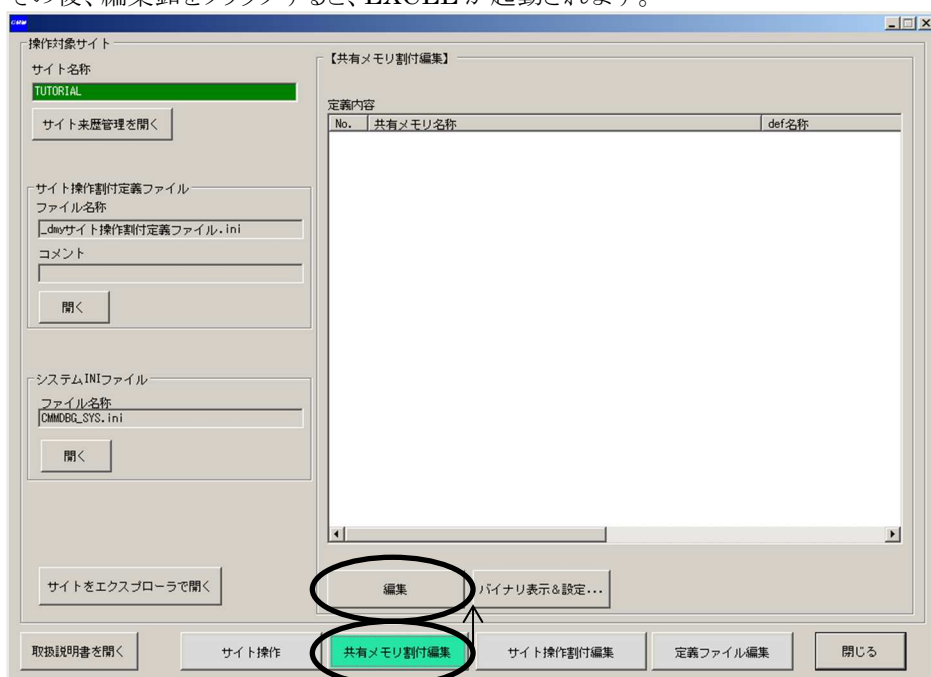 その後、編集釦をクリックすると、EXCELが起動されます。
CMM
操作対象サイト
サイト名称
TUTORIAL
サイト来歴管理を開く
サイト操作割付定義ファイル
ファイル名称
_dmyサイト操作割付定義ファイル.ini
コメント
開く
システムINIファイル
ファイル名称
CMMDBG_SYS.ini
開く
サイトをエクスプローラで開く
【共有メモリ割付編集】
定義内容
No. 共有メモリ名称 def名称
編集 バイナリ表示&設定...
取扱説明書を開く サイト操作 共有メモリ割付編集 サイト操作割付編集 定義ファイル編集 閉じる